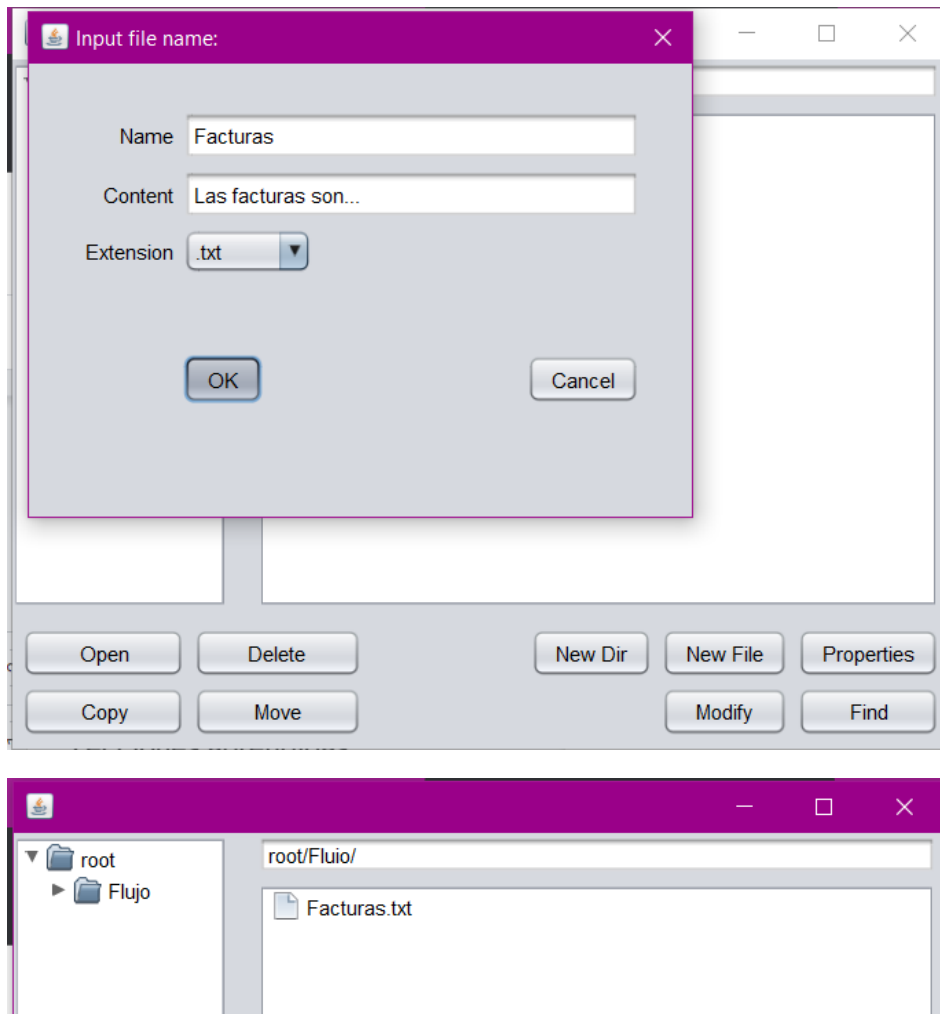 Input file name:
Name Facturas
Content Las facturas son...
Extension .txt
OK Cancel
Open Delete New Dir New File Properties
Copy Move Modify Find
root root/Flujo/
Flujo
Facturas.txt